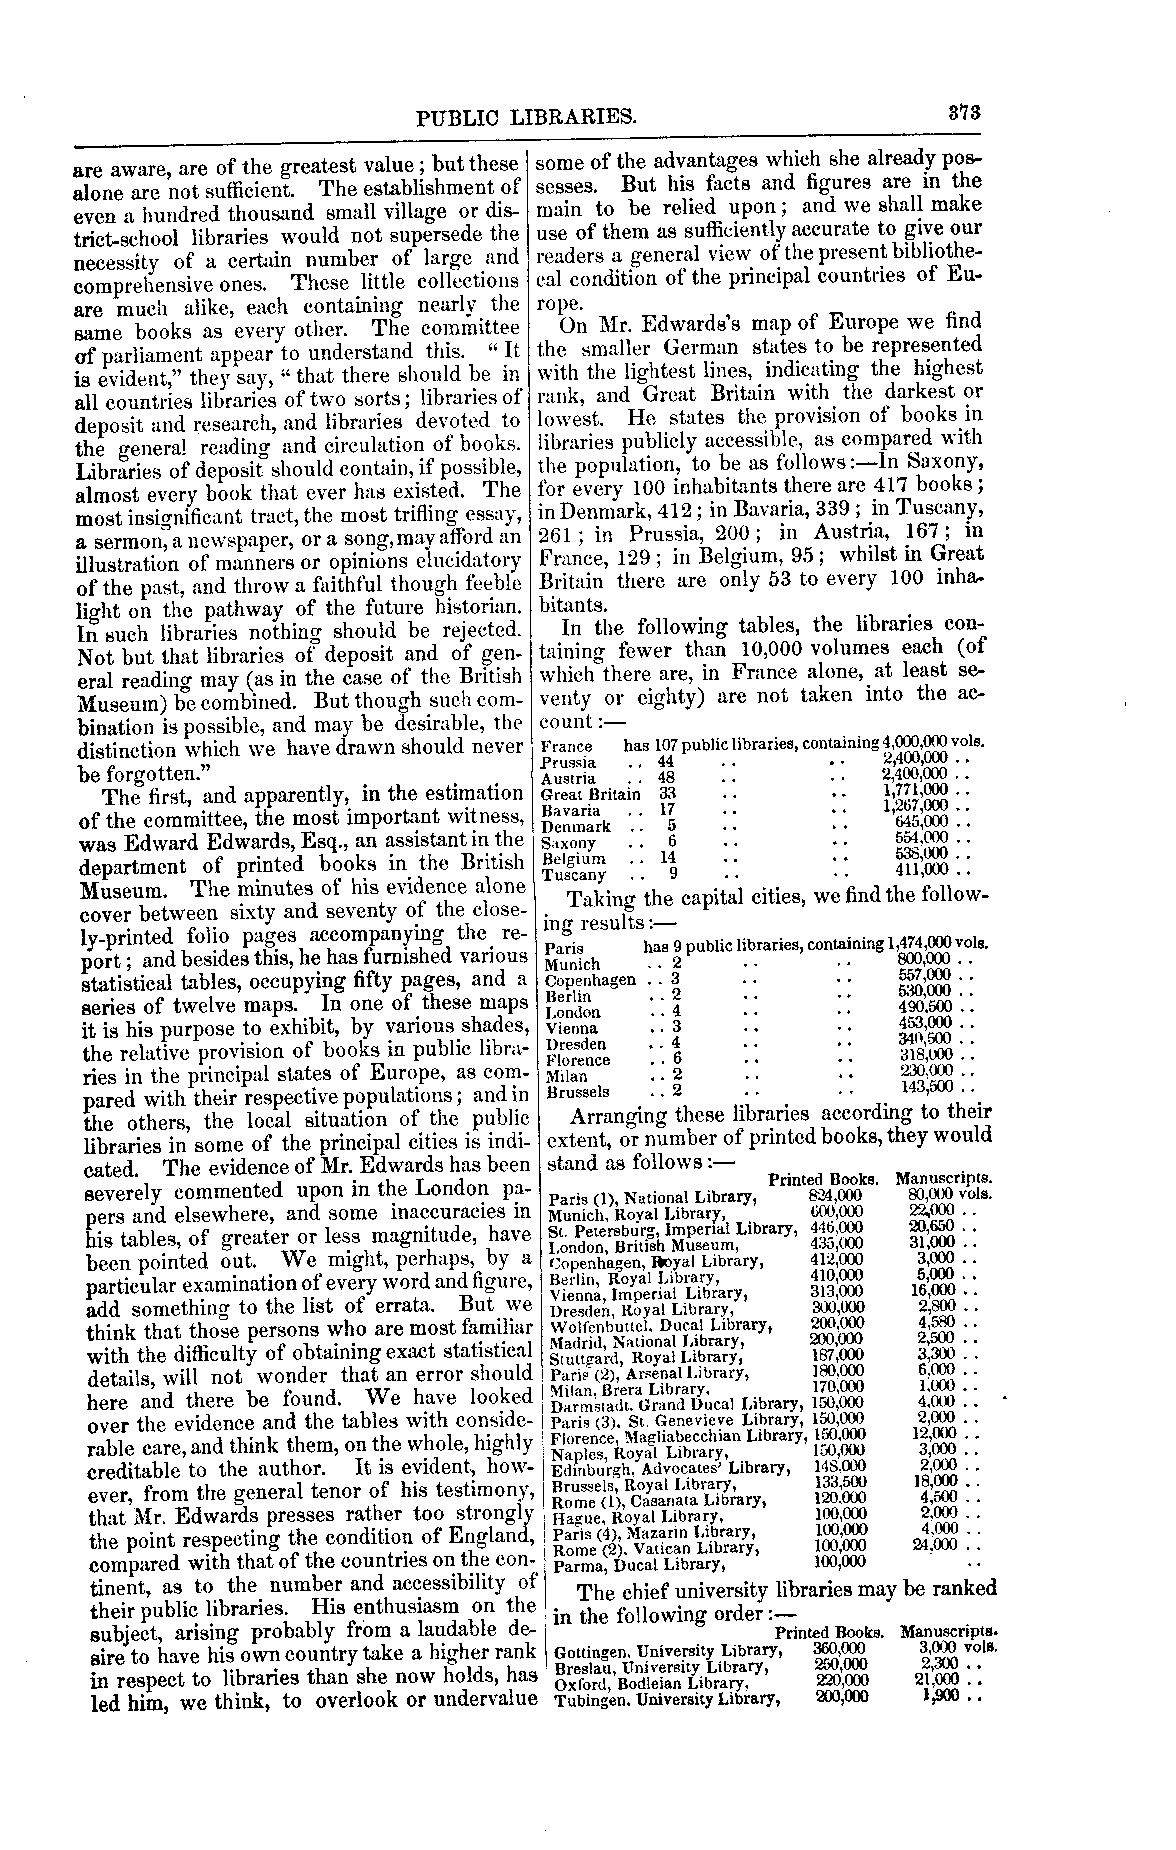 PUBLIC LIBRARIES.
373
are aware, are of the greatest value; but these
alone are not sufficient. The establishment of
even a hundred thousand small village or dis-
trict-school libraries would not supersede the
necessity of a certain number of large and
comprehensive ones. These little collections
are much alike, each containing nearly the
same books as every other. The committee
of parliament appear to understand this. "It
is evident," they say, "that there should be in
all countries libraries of two sorts; libraries of
deposit and research, and libraries devoted to
the general reading and circulation of books.
Libraries of deposit should contain, if possible,
almost every book that ever has existed. The
most insignificant tract, the most trifling essay,
a sermon, a newspaper, or a song, may afford an
illustration of manners or opinions elucidatory
of the past, and throw a faithful though feeble
light on the pathway of the future historian.
In such libraries nothing should be rejected.
Not but that libraries of deposit and of gen-
eral reading may (as in the case of the British
Museum) be combined. But though such com-
bination is possible, and may be desirable, the
distinction which we have drawn should never
be forgotten."
The first, and apparently, in the estimation
of the committee, the most important witness,
was Edward Edwards, Esq., an assistant in the
department of printed books in the British
Museum. The minutes of his evidence alone
cover between sixty and seventy of the close-
ly-printed folio pages accompanying the re-
port; and besides this, he has furnished various
statistical tables, occupying fifty pages, and a
series of twelve maps. In one of these maps
it is his purpose to exhibit, by various shades,
the relative provision of books in public libra-
ries in the principal states of Europe, as com-
pared with their respective populations; and in
the others, the local situation of the public
libraries in some of the principal cities is indi-
cated. The evidence of Mr. Edwards has been
severely commented upon in the London pa-
pers and elsewhere, and some inaccuracies in
his tables, of greater or less magnitude, have
been pointed out. We might, perhaps, by a
particular examination of every word and figure,
add something to the list of errata. But we
think that those persons who are most familiar
with the difficulty of obtaining exact statistical
details, will not wonder that an error should
here and there be found. We have looked
over the evidence and the tables with conside-
rable care, and think them, on the whole, highly
creditable to the author. It is evident, how-
ever, from the general tenor of his testimony,
that Mr. Edwards presses rather too strongly
the point respecting the condition of England,
compared with that of the countries on the con-
tinent, as to the number and accessibility of
their public libraries. His enthusiasm on the
subject, arising probably from a laudable de-
sire to have his own country take a higher rank
in respect to libraries than she now holds, has
led him, we think, to overlook or undervalue
some of the advantages which she already pos-
sesses. But his facts and figures are in the
main to be relied upon; and we shall make
use of them as sufficiently accurate to give our
readers a general view of the present bibliothe-
cal condition of the principal countries of Eu-
rope.
On Mr. Edwards's map of Europe we find
the smaller German states to be represented
with the lightest lines, indicating the highest
rank, and Great Britain with the darkest or
lowest. He states the provision of books in
libraries publicly accessible, as compared with
the population, to be as follows:—In Saxony,
for every 100 inhabitants there are 417 books;
in Denmark, 412; in Bavaria, 339; in Tuscany,
261; in Prussia, 200; in Austria, 167; in
France, 129; in Belgium, 95; whilst in Great
Britain there are only 53 to every 100 inha-
bitants.
In the following tables, the libraries con-
taining fewer than 10,000 volumes each (of
which there are, in France alone, at least se-
venty or eighty) are not taken into the ac-
count:—
France has 107 public libraries, containing 4,000,000 vols.
Prussia .. 44 .. .. 2,400,000 ..
Austria .. 48 .. .. 2,400,000 ..
Great Britain 33 .. .. 1,771,000 ..
Bavaria .. 17 .. .. 1,267,000 ..
Denmark .. 5 .. .. 645,000 ..
Saxony .. 6 .. .. 554,000 ..
Belgium .. 14 .. .. 538,000 ..
Tuscany .. 9 .. .. 411,000 ..
Taking the capital cities, we find the follow-
ing results:—
Paris has 9 public libraries, containing 1,474,000 vols.
Munich .. 2 .. .. 800,000 ..
Copenhagen .. 3 .. .. 557,000 ..
Berlin .. 2 .. .. 530,000 ..
London .. 4 .. .. 490,500 ..
Vienna .. 3 .. .. 453,000 ..
Dresden .. 4 .. .. 340,500 ..
Florence .. 6 .. .. 318,000 ..
Milan .. 2 .. .. 230,000 ..
Brussels .. 2 .. .. 143,500 ..
Arranging these libraries according to their
extent, or number of printed books, they would
stand as follows:—
Printed Books. Manuscripts.
Paris (1), National Library, 824,000 80,000 vols.
Munich, Royal Library, 600,000 22,000 ..
St. Petersburg, Imperial Library, 446,000 20,650 ..
London, British Museum, 435,000 31,000 ..
Copenhagen, Royal Library, 412,000 3,000 ..
Berlin, Royal Library, 410,000 5,000 ..
Vienna, Imperial Library, 313,000 16,000 ..
Dresden, Royal Library, 300,000 2,800 ..
Wolfenbuttel, Ducal Library, 200,000 4,580 ..
Madrid, National Library, 200,000 2,500 ..
Stuttgard, Royal Library, 187,000 3,300 ..
Paris (2), Arsenal Library, 180,000 6,000 ..
Milan, Brera Library, 170,000 1,000 ..
Darmstadt, Grand Ducal Library, 150,000 4,000 ..
Paris (3), St. Genevieve Library, 150,000 2,000 ..
Florence, Magliabecchian Library, 150,000 12,000 ..
Naples, Royal Library, 150,000 3,000 ..
Edinburgh, Advocates' Library, 148,000 2,000 ..
Brussels, Royal Library, 133,500 18,000 ..
Rome (1), Casanata Library, 120,000 4,500 ..
Hague, Royal Library, 100,000 2,000 ..
Paris (4), Mazarin Library, 100,000 4,000 ..
Rome (2), Vatican Library, 100,000 24,000 ..
Parma, Ducal Library, 100,000 ..
The chief university libraries may be ranked
in the following order:—
Printed Books. Manuscripts.
Gottingen, University Library, 360,000 3,000 vols.
Breslau, University Library, 250,000 2,300 ..
Oxford, Bodleian Library, 220,000 21,000 ..
Tubingen, University Library, 200,000 1,900 ..